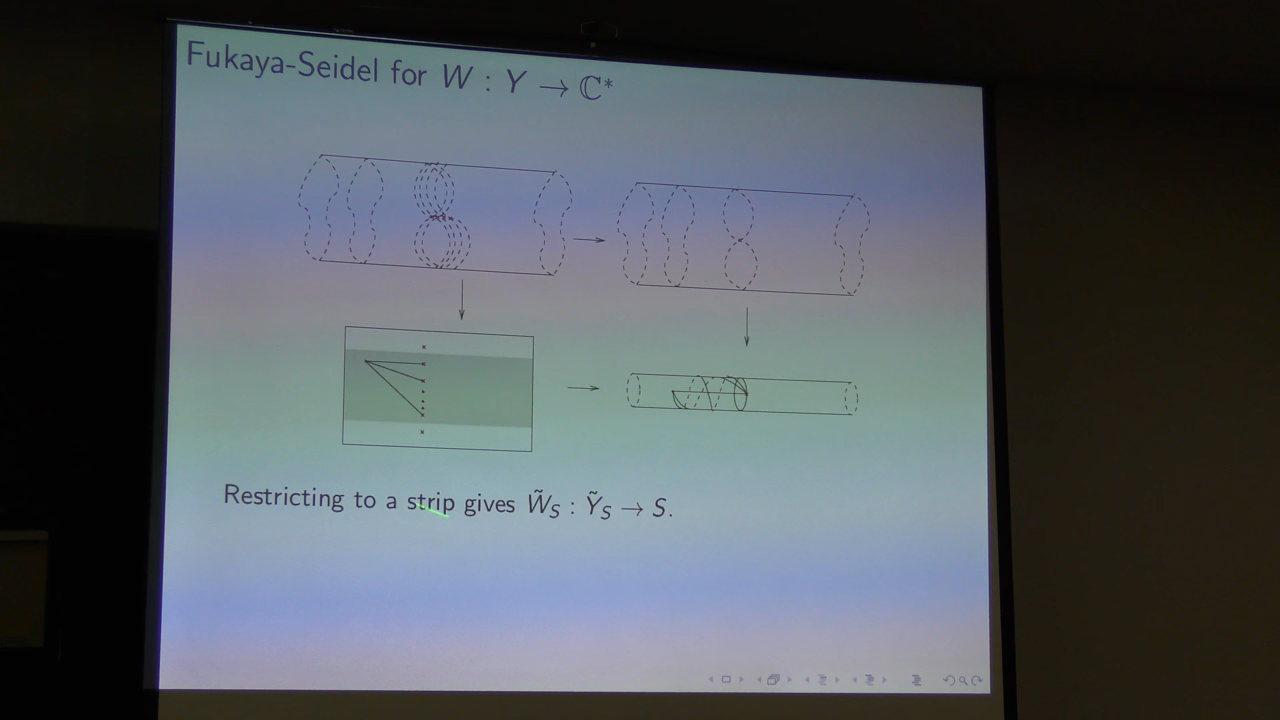 Fukaya-Seidel for W : Y → ℂ*
Restricting to a strip gives W̃_S : Ỹ_S → S.